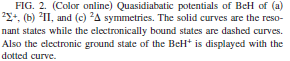 FIG. 2. (Color online) Quasidiabatic potentials of BeH of (a)
²Σ⁺, (b) ²Π, and (c) ²Δ symmetries. The solid curves are the reso-
nant states while the electronically bound states are dashed curves.
Also the electronic ground state of the BeH⁺ is displayed with the
dotted curve.